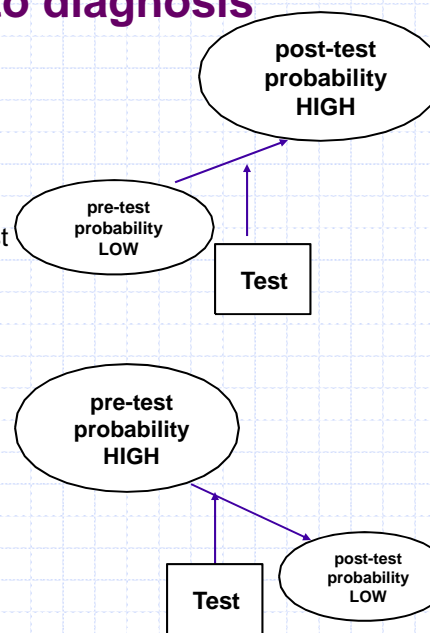 to diagnosis
post-test
probability
HIGH
pre-test
probability
LOW
Test
pre-test
probability
HIGH
post-test
probability
LOW
Test